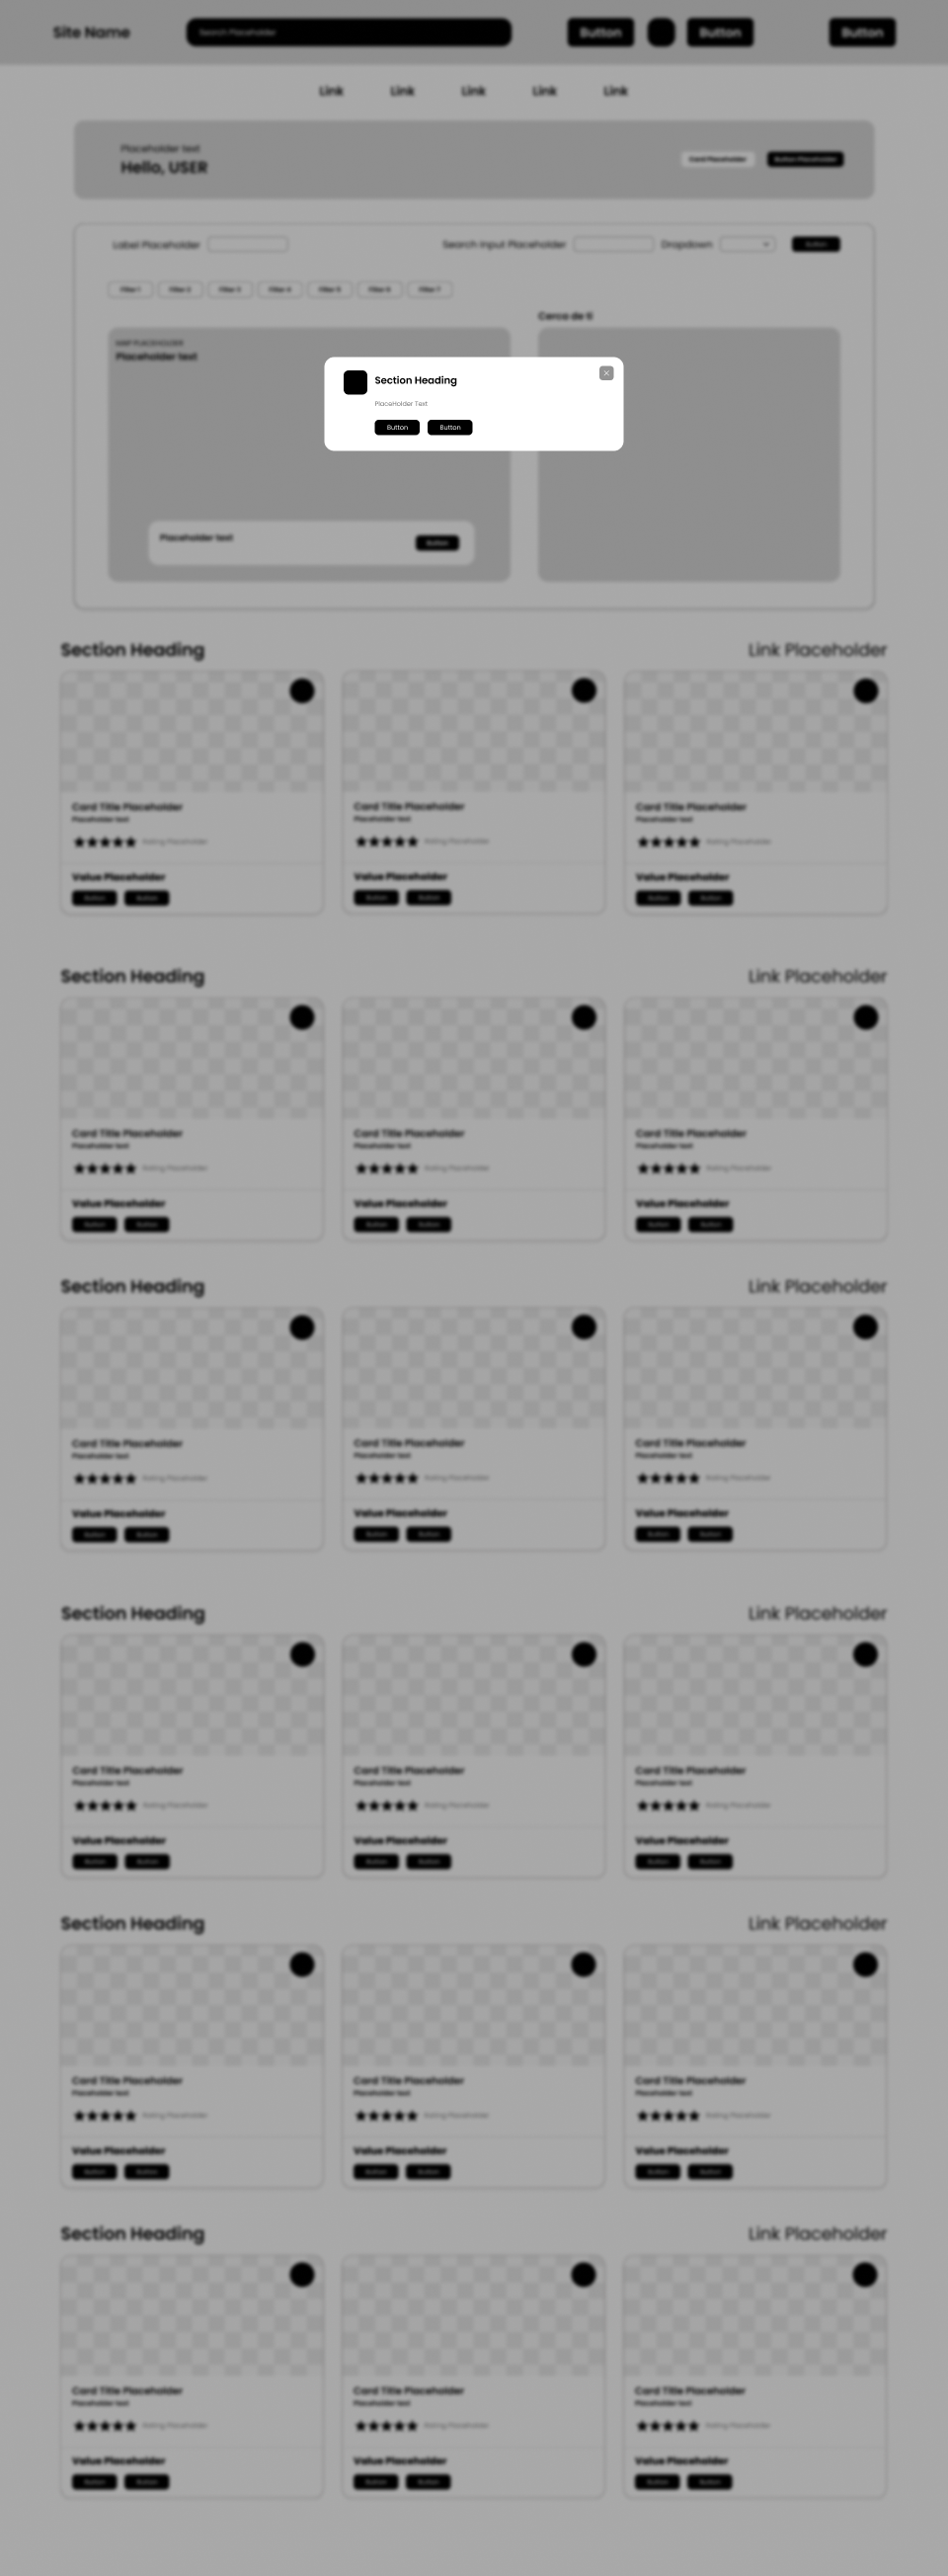 Site Name
Search Placeholder
Button
Button
Button
Link Link Link Link Link
Placeholder text
Hello, USER
Card Placeholder
Button Placeholder
Label Placeholder
Search Input Placeholder
Dropdown
Button
Filter 1 Filter 2 Filter 3 Filter 4 Filter 5 Filter 6 Filter 7
Cerca de ti
MAP PLACEHOLDER
Placeholder text
Section Heading
PlaceHolder Text
Button Button
Placeholder text
Button
Section Heading Link Placeholder
Card Title Placeholder Card Title Placeholder Card Title Placeholder
Placeholder text Placeholder text Placeholder text
Rating Placeholder Rating Placeholder Rating Placeholder
Value Placeholder Value Placeholder Value Placeholder
Button Button Button Button Button Button
Section Heading Link Placeholder
Card Title Placeholder Card Title Placeholder Card Title Placeholder
Placeholder text Placeholder text Placeholder text
Rating Placeholder Rating Placeholder Rating Placeholder
Value Placeholder Value Placeholder Value Placeholder
Button Button Button Button Button Button
Section Heading Link Placeholder
Card Title Placeholder Card Title Placeholder Card Title Placeholder
Placeholder text Placeholder text Placeholder text
Rating Placeholder Rating Placeholder Rating Placeholder
Value Placeholder Value Placeholder Value Placeholder
Button Button Button Button Button Button
Section Heading Link Placeholder
Card Title Placeholder Card Title Placeholder Card Title Placeholder
Placeholder text Placeholder text Placeholder text
Rating Placeholder Rating Placeholder Rating Placeholder
Value Placeholder Value Placeholder Value Placeholder
Button Button Button Button Button Button
Section Heading Link Placeholder
Card Title Placeholder Card Title Placeholder Card Title Placeholder
Placeholder text Placeholder text Placeholder text
Rating Placeholder Rating Placeholder Rating Placeholder
Value Placeholder Value Placeholder Value Placeholder
Button Button Button Button Button Button
Section Heading Link Placeholder
Card Title Placeholder Card Title Placeholder Card Title Placeholder
Placeholder text Placeholder text Placeholder text
Rating Placeholder Rating Placeholder Rating Placeholder
Value Placeholder Value Placeholder Value Placeholder
Button Button Button Button Button Button